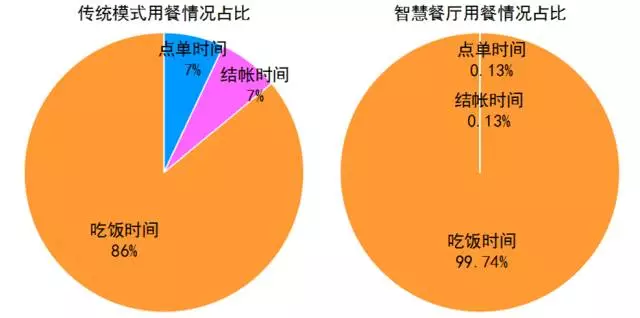 传统模式用餐情况占比
点单时间
7%
结帐时间
7%
吃饭时间
86%
智慧餐厅用餐情况占比
点单时间
0.13%
结帐时间
0.13%
吃饭时间
99.74%